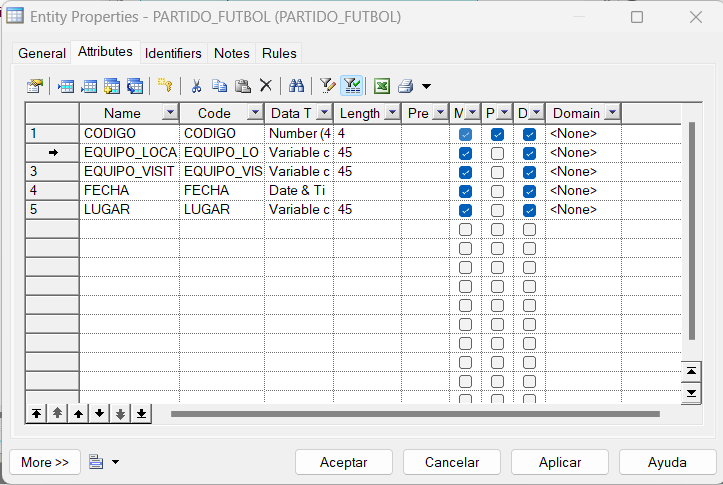 Entity Properties - PARTIDO_FUTBOL (PARTIDO_FUTBOL)
General Attributes Identifiers Notes Rules
Name Code Data T Length Pre M P D Domain
1 CODIGO CODIGO Number (4 4 <None>
EQUIPO_LOCA EQUIPO_LO Variable c 45 <None>
3 EQUIPO_VISIT EQUIPO_VIS Variable c 45 <None>
4 FECHA FECHA Date & Ti <None>
5 LUGAR LUGAR Variable c 45 <None>
More >> Aceptar Cancelar Aplicar Ayuda